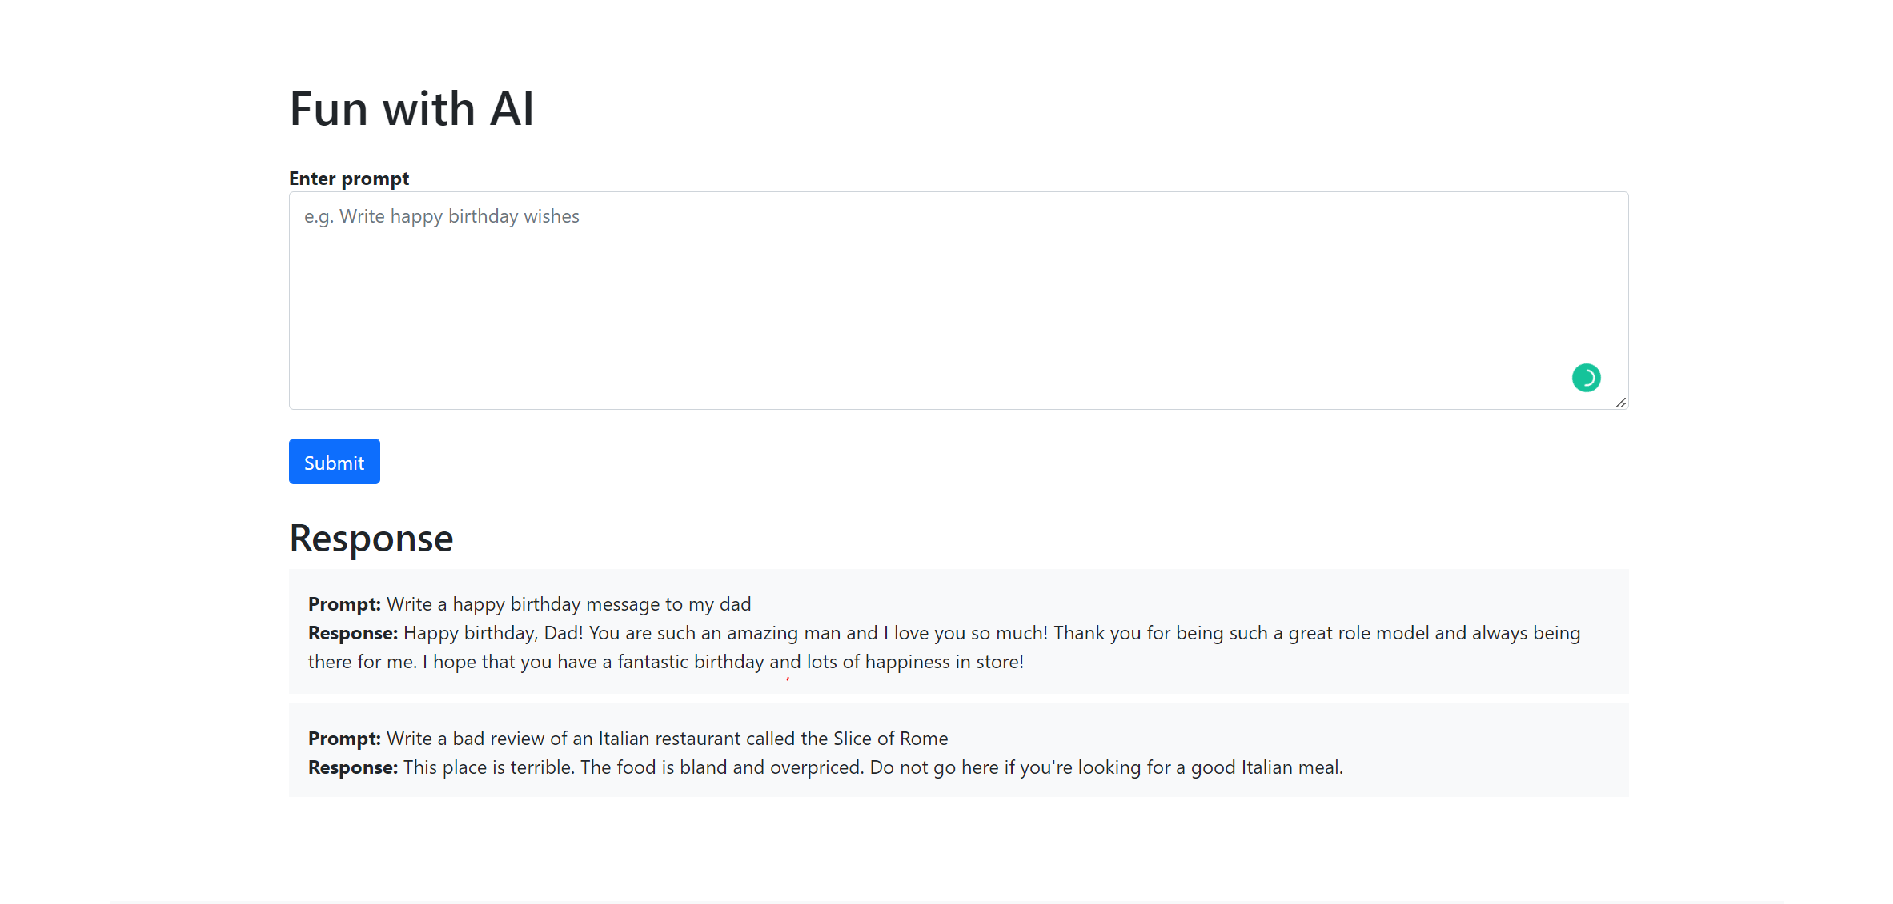 Fun with AI
Enter prompt
e.g. Write happy birthday wishes
Submit
Response
Prompt: Write a happy birthday message to my dad
Response: Happy birthday, Dad! You are such an amazing man and I love you so much! Thank you for being such a great role model and always being
there for me. I hope that you have a fantastic birthday and lots of happiness in store!
Prompt: Write a bad review of an Italian restaurant called the Slice of Rome
Response: This place is terrible. The food is bland and overpriced. Do not go here if you're looking for a good Italian meal.